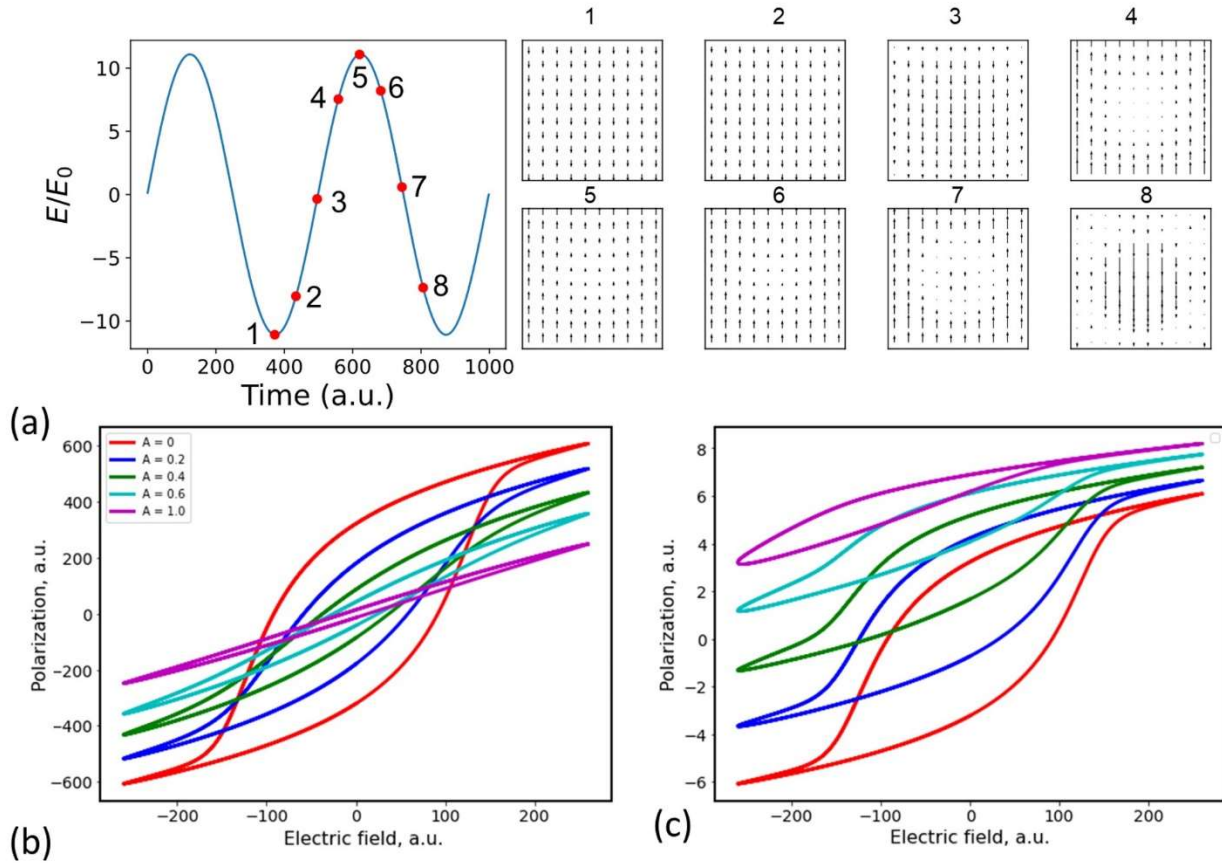 1 2 3 4
10
5
0
−5
−10
E/E0
1
2
3
4
5
6
7
8
0 200 400 600 800 1000
Time (a.u.)
5 6 7 8
(a)
600
400
200
0
−200
−400
−600
Polarization, a.u.
A = 0
A = 0.2
A = 0.4
A = 0.6
A = 1.0
−200 −100 0 100 200
Electric field, a.u.
(b)
8
6
4
2
0
−2
−4
−6
Polarization, a.u.
−200 −100 0 100 200
Electric field, a.u.
(c)